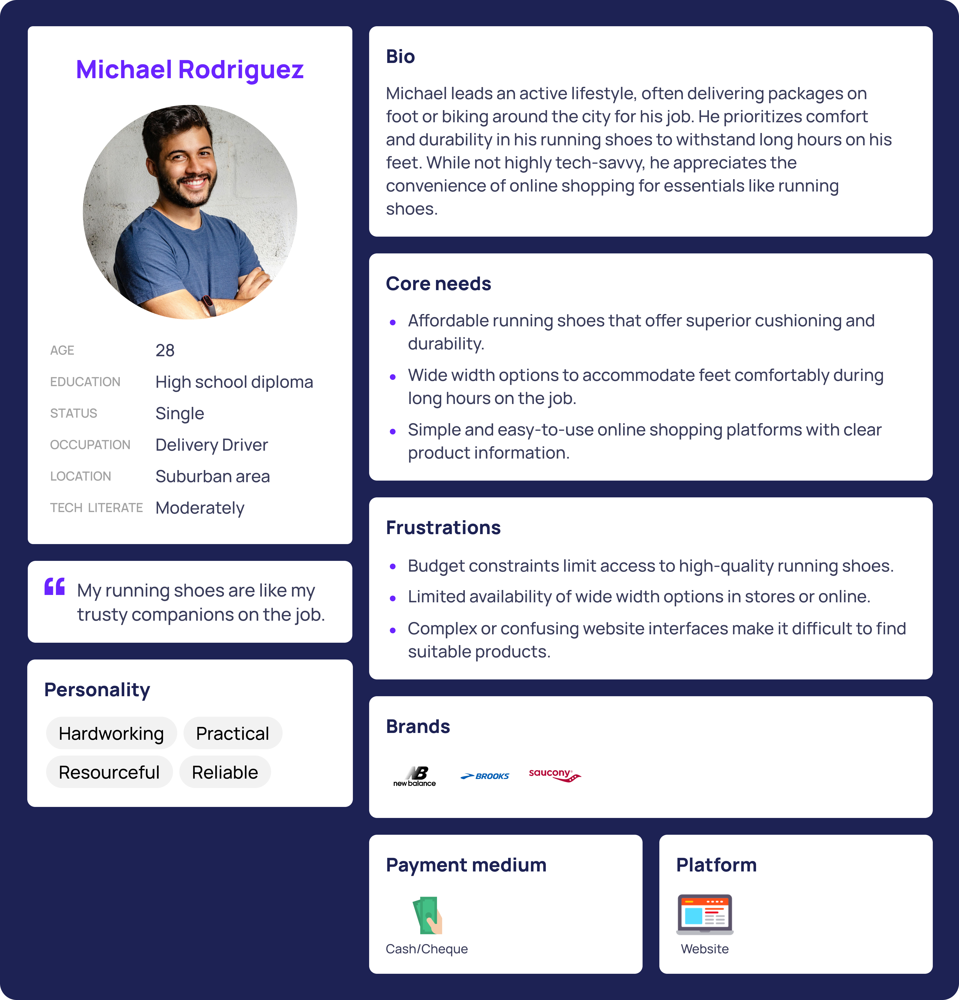 Michael Rodriguez
AGE 28
EDUCATION High school diploma
STATUS Single
OCCUPATION Delivery Driver
LOCATION Suburban area
TECH LITERATE Moderately
“ My running shoes are like my
trusty companions on the job.
Personality
Hardworking Practical
Resourceful Reliable
Bio
Michael leads an active lifestyle, often delivering packages on
foot or biking around the city for his job. He prioritizes comfort
and durability in his running shoes to withstand long hours on his
feet. While not highly tech-savvy, he appreciates the
convenience of online shopping for essentials like running
shoes.
Core needs
• Affordable running shoes that offer superior cushioning and
durability.
• Wide width options to accommodate feet comfortably during
long hours on the job.
• Simple and easy-to-use online shopping platforms with clear
product information.
Frustrations
• Budget constraints limit access to high-quality running shoes.
• Limited availability of wide width options in stores or online.
• Complex or confusing website interfaces make it difficult to find
suitable products.
Brands
NB
new balance
BROOKS
saucony®
Payment medium
Cash/Cheque
Platform
Website